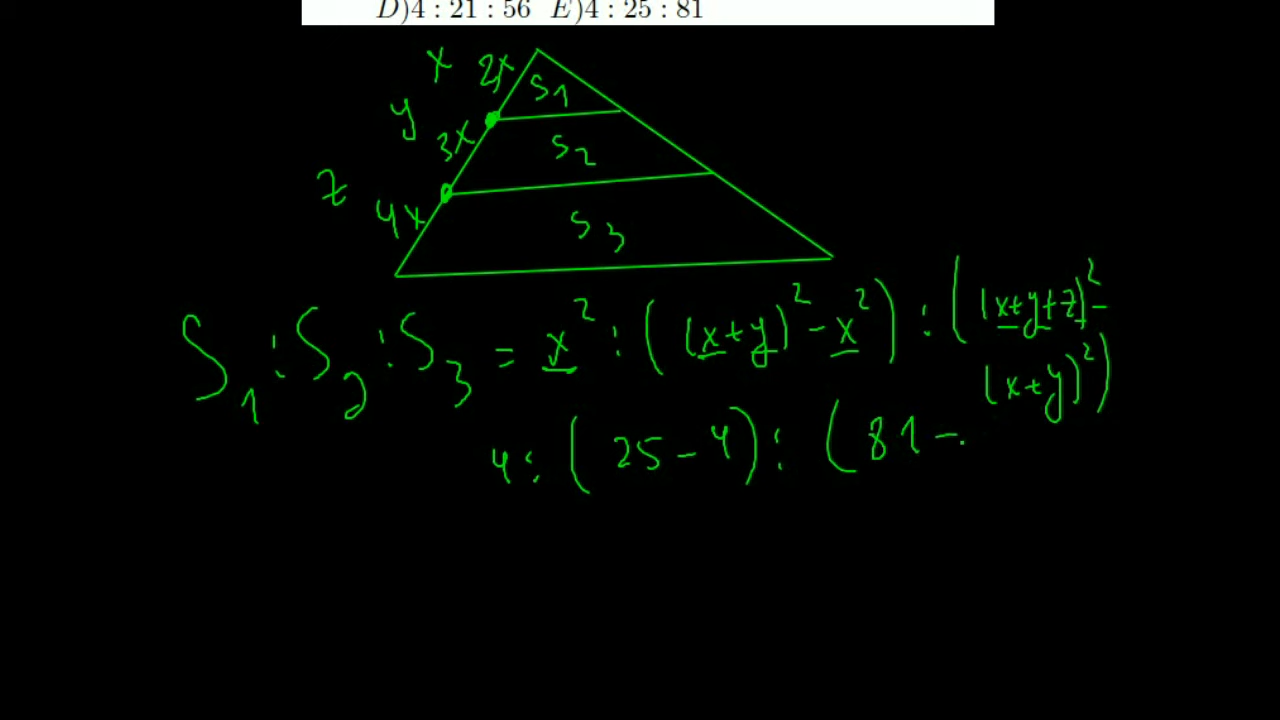 D)4 : 21 : 56 E)4 : 25 : 81
x 2x S1
y 3x S2
z 4x S3
S1 : S2 : S3 = x² : ((x+y)² - x²) : ((x+y+z)² -
(x+y)²)
4 : (25 - 4) : (81 -